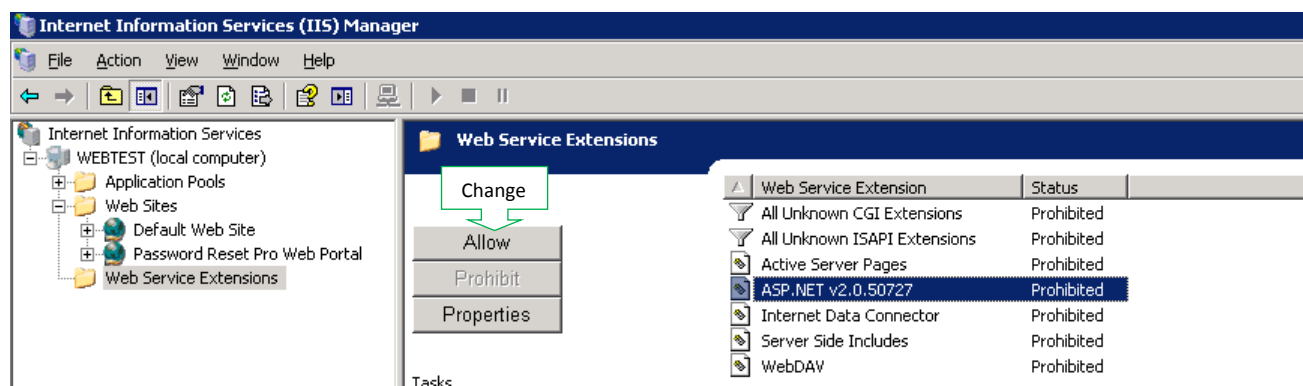 Internet Information Services (IIS) Manager
File Action View Window Help
Internet Information Services
WEBTEST (local computer)
Application Pools
Web Sites
Default Web Site
Password Reset Pro Web Portal
Web Service Extensions
Web Service Extensions
Change
Allow
Prohibit
Properties
Tasks
Web Service Extension Status
All Unknown CGI Extensions Prohibited
All Unknown ISAPI Extensions Prohibited
Active Server Pages Prohibited
ASP.NET v2.0.50727 Prohibited
Internet Data Connector Prohibited
Server Side Includes Prohibited
WebDAV Prohibited